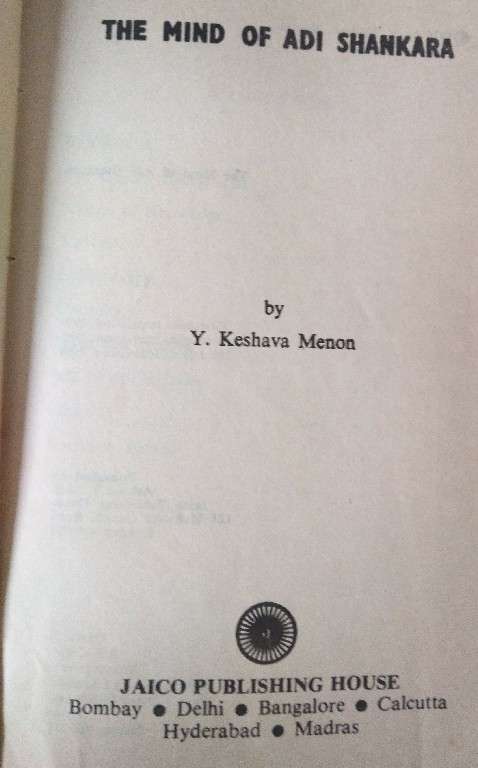 THE MIND OF ADI SHANKARA
by
Y. Keshava Menon
JAICO PUBLISHING HOUSE
Bombay ● Delhi ● Bangalore ● Calcutta
Hyderabad ● Madras